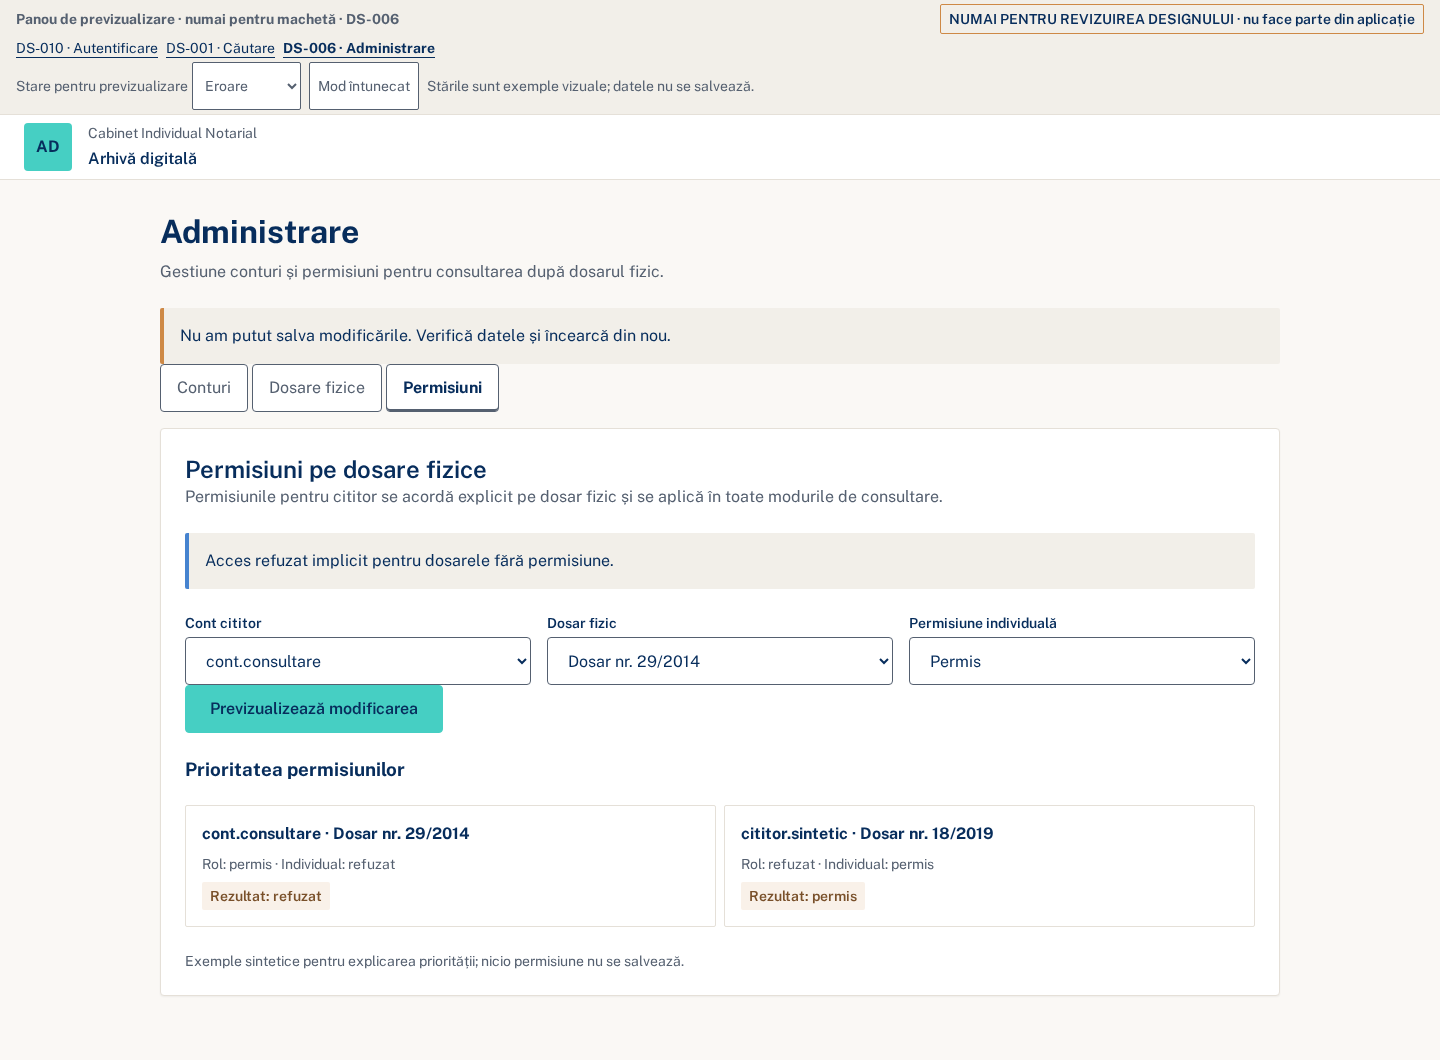 Panou de previzualizare · numai pentru machetă · DS-006
NUMAI PENTRU REVIZUIREA DESIGNULUI · nu face parte din aplicație
DS-010 · Autentificare DS-001 · Căutare DS-006 · Administrare
Stare pentru previzualizare Eroare Mod întunecat Stările sunt exemple vizuale; datele nu se salvează.
AD
Cabinet Individual Notarial
Arhivă digitală
Administrare
Gestiune conturi și permisiuni pentru consultarea după dosarul fizic.
Nu am putut salva modificările. Verifică datele și încearcă din nou.
Conturi Dosare fizice Permisiuni
Permisiuni pe dosare fizice
Permisiunile pentru cititor se acordă explicit pe dosar fizic și se aplică în toate modurile de consultare.
Acces refuzat implicit pentru dosarele fără permisiune.
Cont cititor Dosar fizic Permisiune individuală
cont.consultare Dosar nr. 29/2014 Permis
Previzualizează modificarea
Prioritatea permisiunilor
cont.consultare · Dosar nr. 29/2014
Rol: permis · Individual: refuzat
Rezultat: refuzat
cititor.sintetic · Dosar nr. 18/2019
Rol: refuzat · Individual: permis
Rezultat: permis
Exemple sintetice pentru explicarea priorității; nicio permisiune nu se salvează.